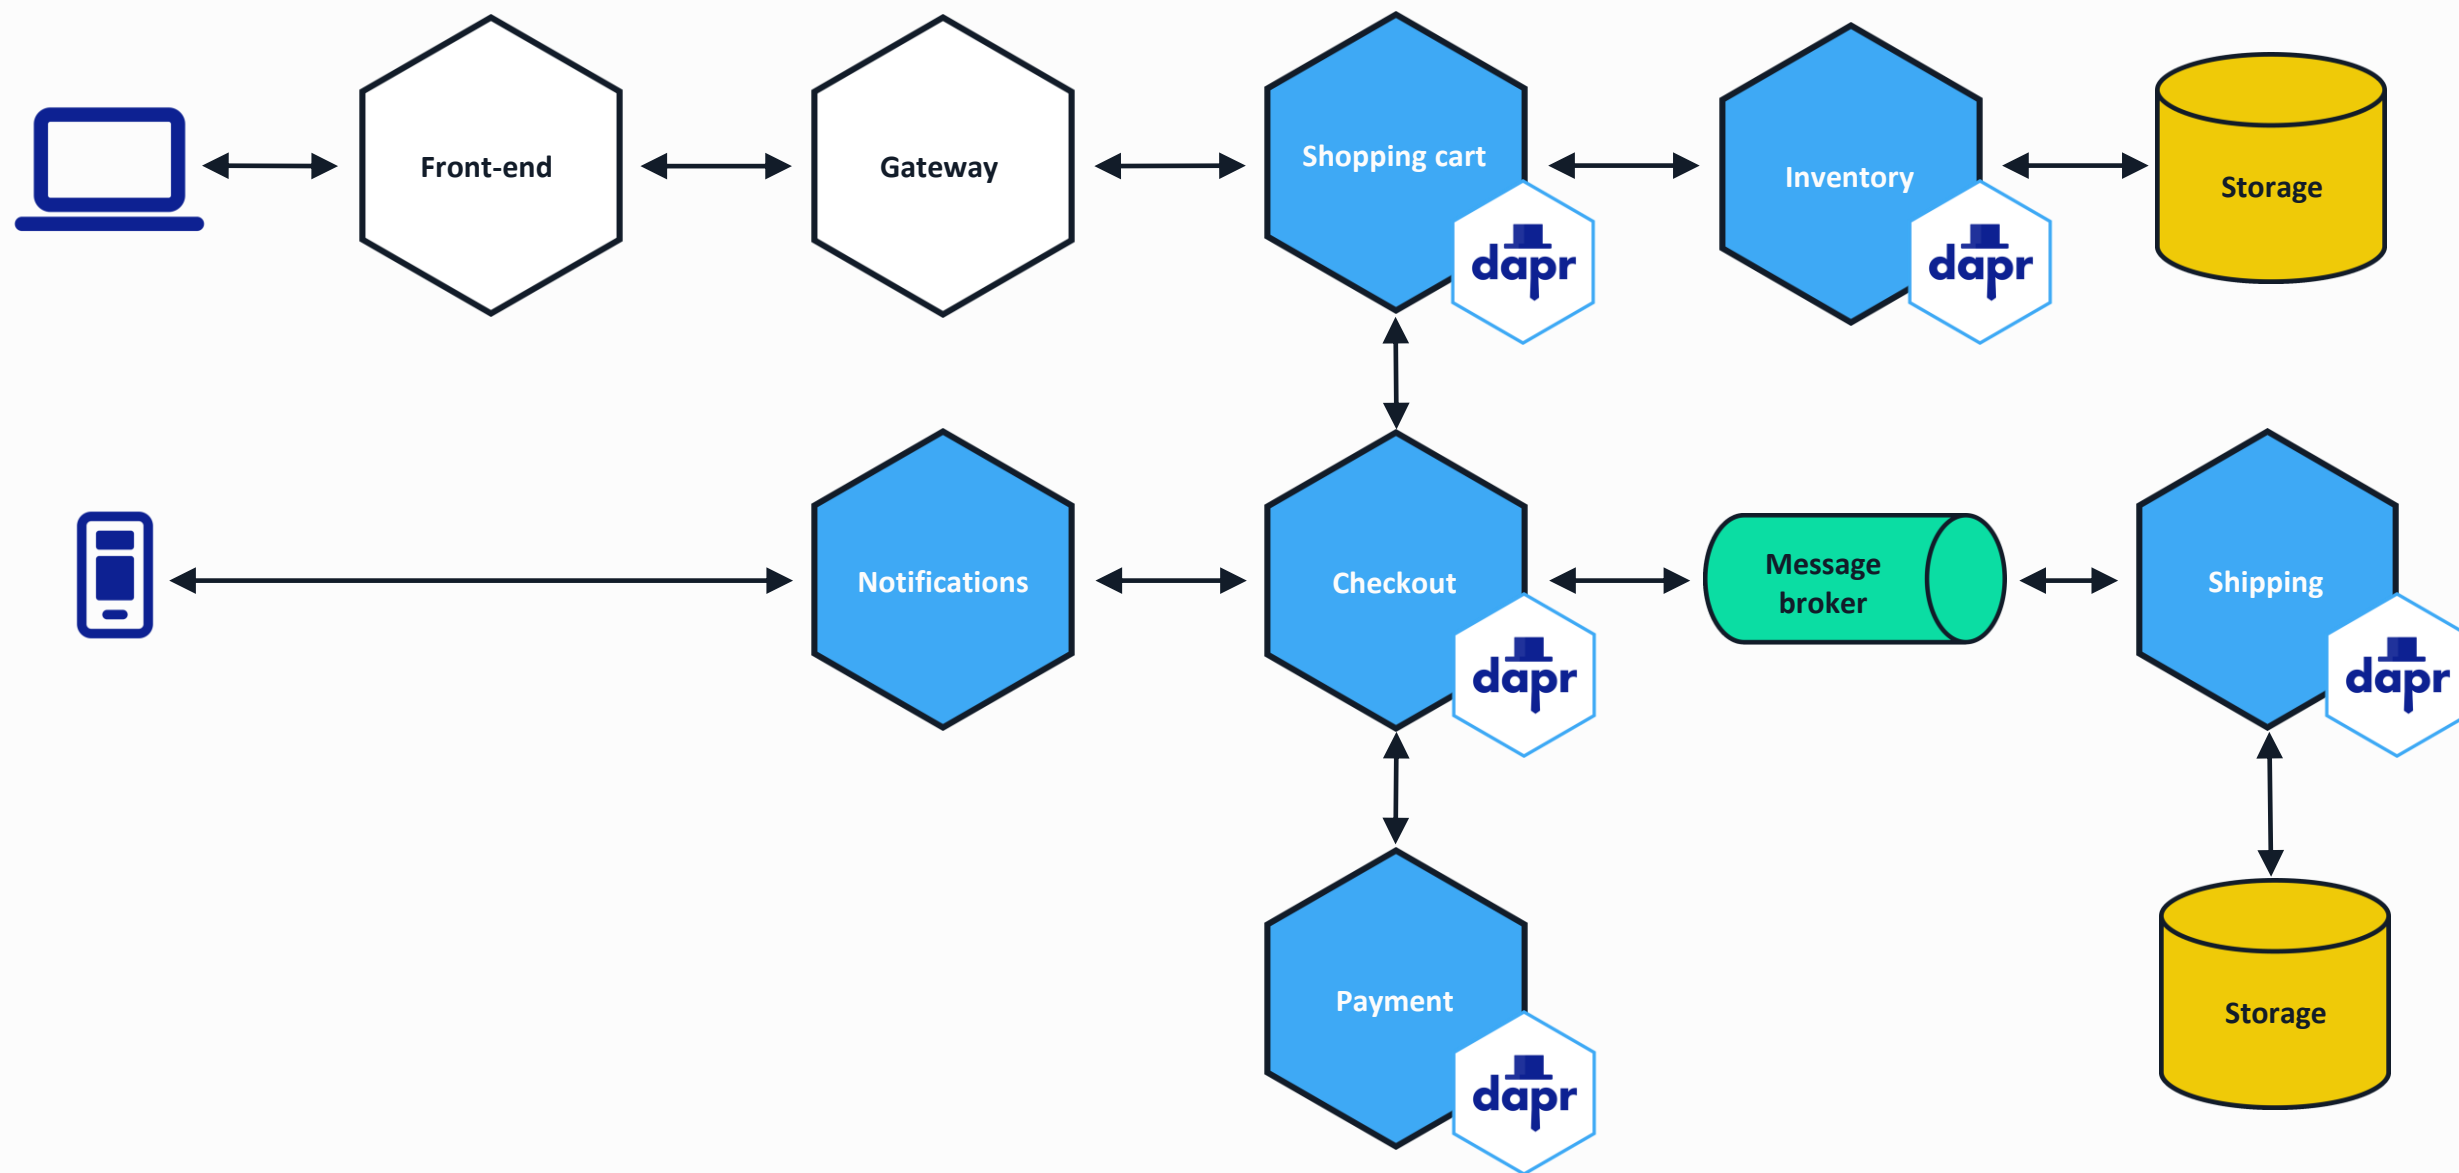 Front-end
Gateway
Shopping cart
dapr
Inventory
dapr
Storage
Notifications
Checkout
dapr
Message
broker
Shipping
dapr
Payment
dapr
Storage